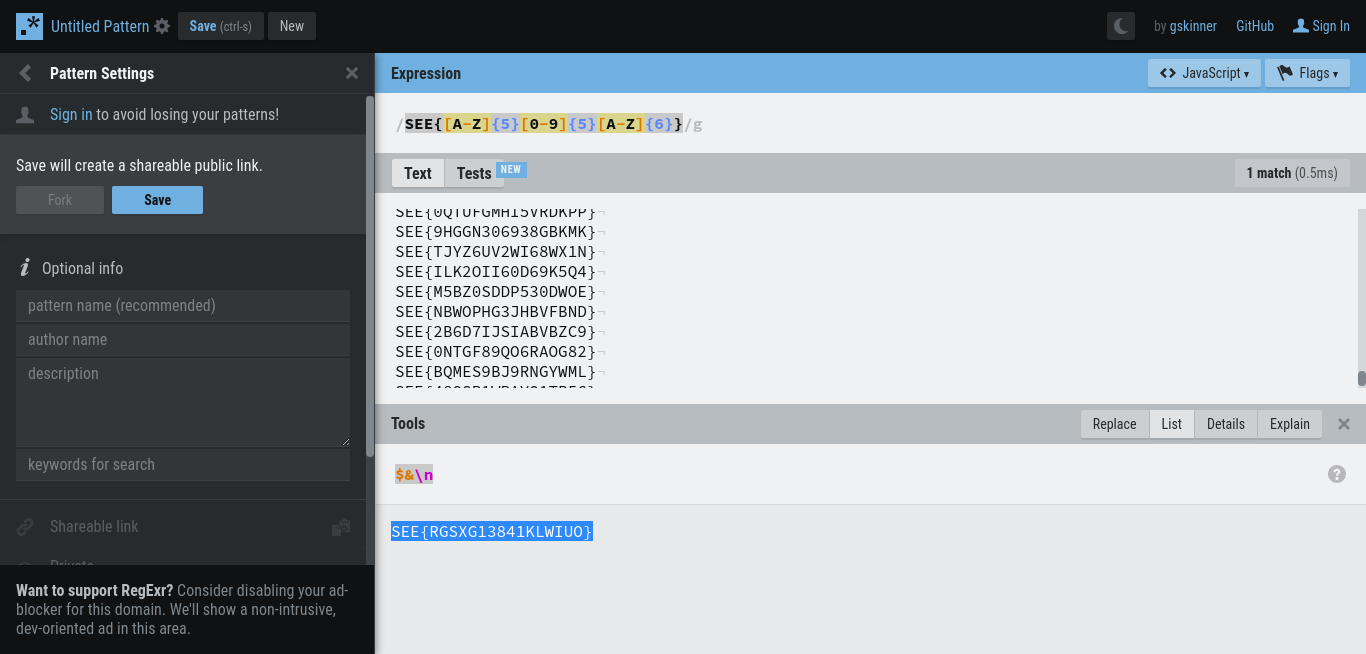 .*
Untitled Pattern
Save (ctrl-s)
New
by gskinner
GitHub
Sign In
Pattern Settings
Sign in to avoid losing your patterns!
Save will create a shareable public link.
Fork
Save
Optional info
pattern name (recommended)
author name
description
keywords for search
Shareable link
Private
Want to support RegExr? Consider disabling your ad-
blocker for this domain. We'll show a non-intrusive,
dev-oriented ad in this area.
Expression
JavaScript
Flags
/SEE{[A-Z]{5}[0-9]{5}[A-Z]{6}}/g
Text
Tests
NEW
1 match (0.5ms)
SEE{0QTUFGMHI5VRDKPP}
SEE{9HGGN306938GBKMK}
SEE{TJYZ6UV2WI68WX1N}
SEE{ILK2OII60D69K5Q4}
SEE{M5BZ0SDDP530DWOE}
SEE{NBWOPHG3JHBVFBND}
SEE{2B6D7IJSIABVBZC9}
SEE{0NTGF89QO6RAOG82}
SEE{BQMES9BJ9RNGYWML}
Tools
Replace
List
Details
Explain
$&\n
?
SEE{RGSXG13841KLWIUO}